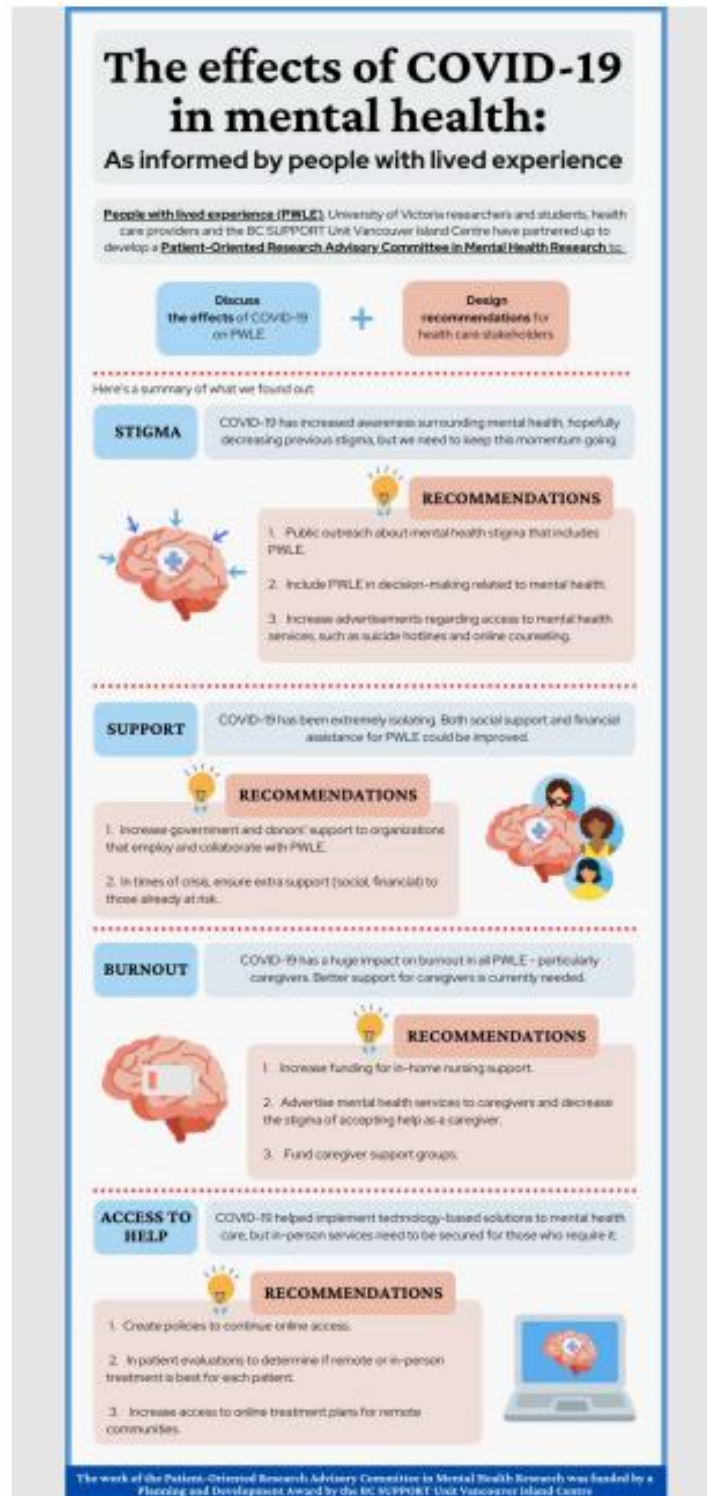 The effects of COVID-19
in mental health:
As informed by people with lived experience
People with lived experience (PWLE), University of Victoria researchers and students, health
care providers and the BC SUPPORT Unit Vancouver Island Centre have partnered up to
develop a Patient-Oriented Research Advisory Committee in Mental Health Research to:
Discuss
the effects of COVID-19
on PWLE
+
Design
recommendations for
health care stakeholders
Here's a summary of what we found out:
STIGMA
COVID-19 has increased awareness surrounding mental health, hopefully
decreasing previous stigma, but we need to keep this momentum going.
RECOMMENDATIONS
1. Public outreach about mental health stigma that includes
PWLE.
2. Include PWLE in decision-making related to mental health.
3. Increase advertisements regarding access to mental health
services, such as suicide hotlines and online counseling.
SUPPORT
COVID-19 has been extremely isolating. Both social support and financial
assistance for PWLE could be improved.
RECOMMENDATIONS
1. Increase government and donors' support to organizations
that employ and collaborate with PWLE.
2. In times of crisis, ensure extra support (social, financial) to
those already at risk.
BURNOUT
COVID-19 has a huge impact on burnout in all PWLE - particularly
caregivers. Better support for caregivers is currently needed.
RECOMMENDATIONS
1. Increase funding for in-home nursing support.
2. Advertise mental health services to caregivers and decrease
the stigma of accepting help as a caregiver.
3. Fund caregiver support groups.
ACCESS TO
HELP
COVID-19 helped implement technology-based solutions to mental health
care, but in-person services need to be secured for those who require it.
RECOMMENDATIONS
1. Create policies to continue online access.
2. In patient evaluations to determine if remote or in-person
treatment is best for each patient.
3. Increase access to online treatment plans for remote
communities.
The work of the Patient-Oriented Research Advisory Committee in Mental Health Research was funded by a
Planning and Development Award by the BC SUPPORT Unit Vancouver Island Centre